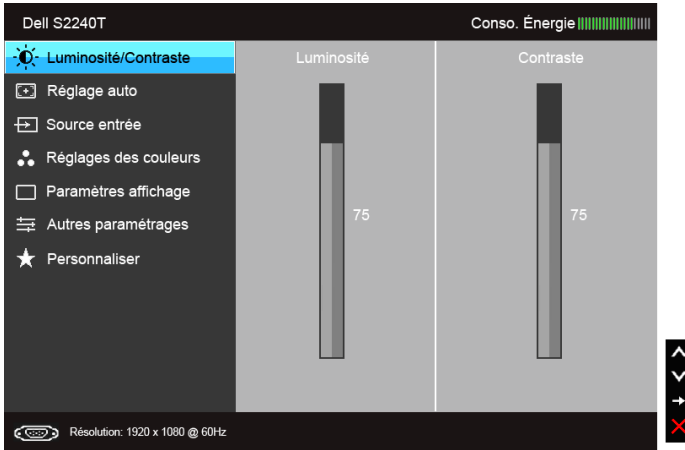 Dell S2240T
Conso. Énergie
Luminosité/Contraste
Réglage auto
Source entrée
Réglages des couleurs
Paramètres affichage
Autres paramétrages
Personnaliser
Luminosité
75
Contraste
75
Résolution: 1920 x 1080 @ 60Hz